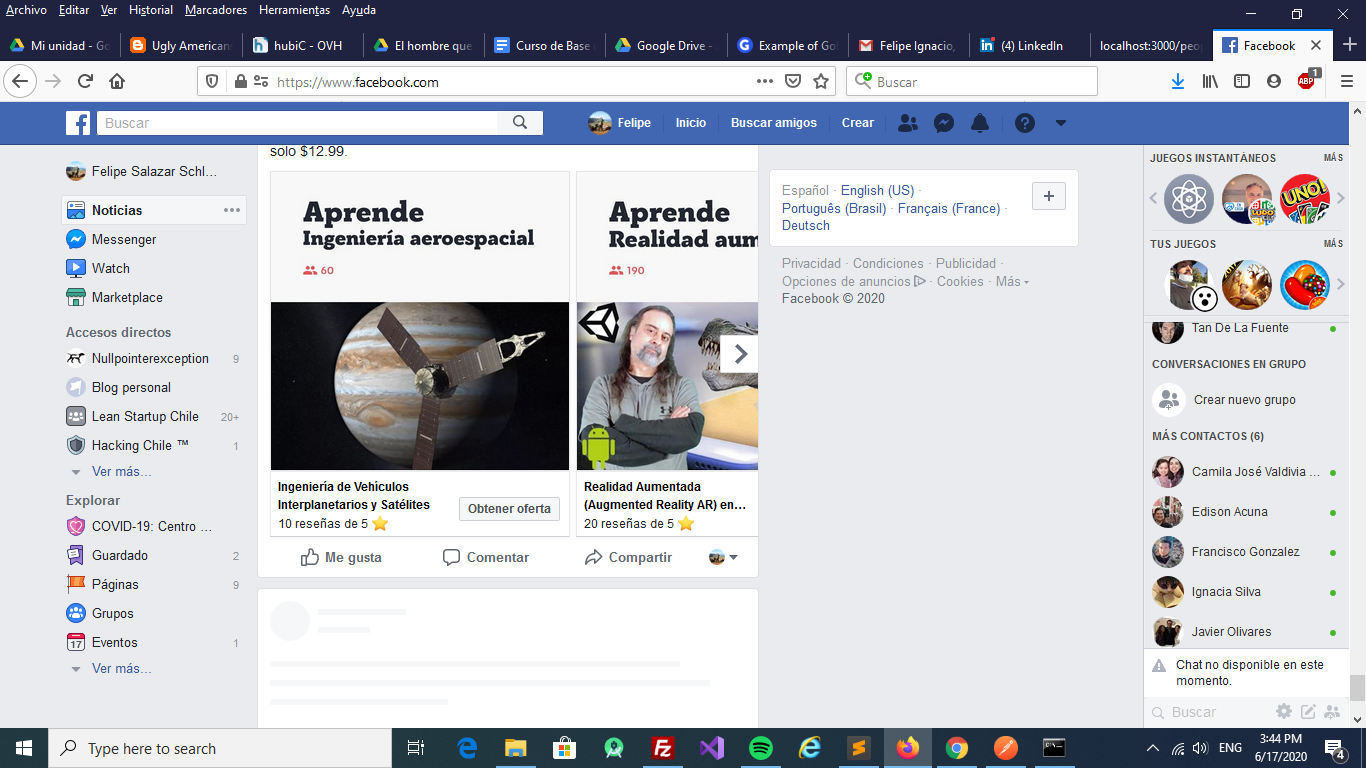 Archivo Editar Ver Historial Marcadores Herramientas Ayuda
Mi unidad - Go
Ugly American
hubiC - OVH
El hombre que
Curso de Base
Google Drive -
Example of Go
Felipe Ignacio,
(4) LinkedIn
localhost:3000/peo
Facebook
https://www.facebook.com
Buscar
ABP
1
Buscar
Felipe
Inicio
Buscar amigos
Crear
Felipe Salazar Schl...
Noticias
Messenger
Watch
Marketplace
Accesos directos
Nullpointerexception 9
Blog personal
Lean Startup Chile 20+
Hacking Chile ™ 1
Ver más...
Explorar
COVID-19: Centro ...
Guardado 2
Páginas 9
Grupos
17
Eventos 1
Ver más...
solo $12.99.
Aprende
Ingeniería aeroespacial
60
Ingenieria de Vehículos
Interplanetarios y Satélites
10 reseñas de 5
Obtener oferta
Aprende
Realidad aum
190
Realidad Aumentada
(Augmented Reality AR) en...
20 reseñas de 5
Me gusta
Comentar
Compartir
Español · English (US) ·
Português (Brasil) · Français (France) ·
Deutsch
Privacidad · Condiciones · Publicidad ·
Opciones de anuncios · Cookies · Más
Facebook © 2020
JUEGOS INSTANTÁNEOS MÁS
LUDO
UNO!
TUS JUEGOS MÁS
2017
Tan De La Fuente
CONVERSACIONES EN GRUPO
Crear nuevo grupo
MÁS CONTACTOS (6)
Camila José Valdivia ...
Edison Acuna
Francisco Gonzalez
Ignacia Silva
Javier Olivares
Chat no disponible en este
momento.
Buscar
Type here to search
ENG
3:44 PM
6/17/2020
4